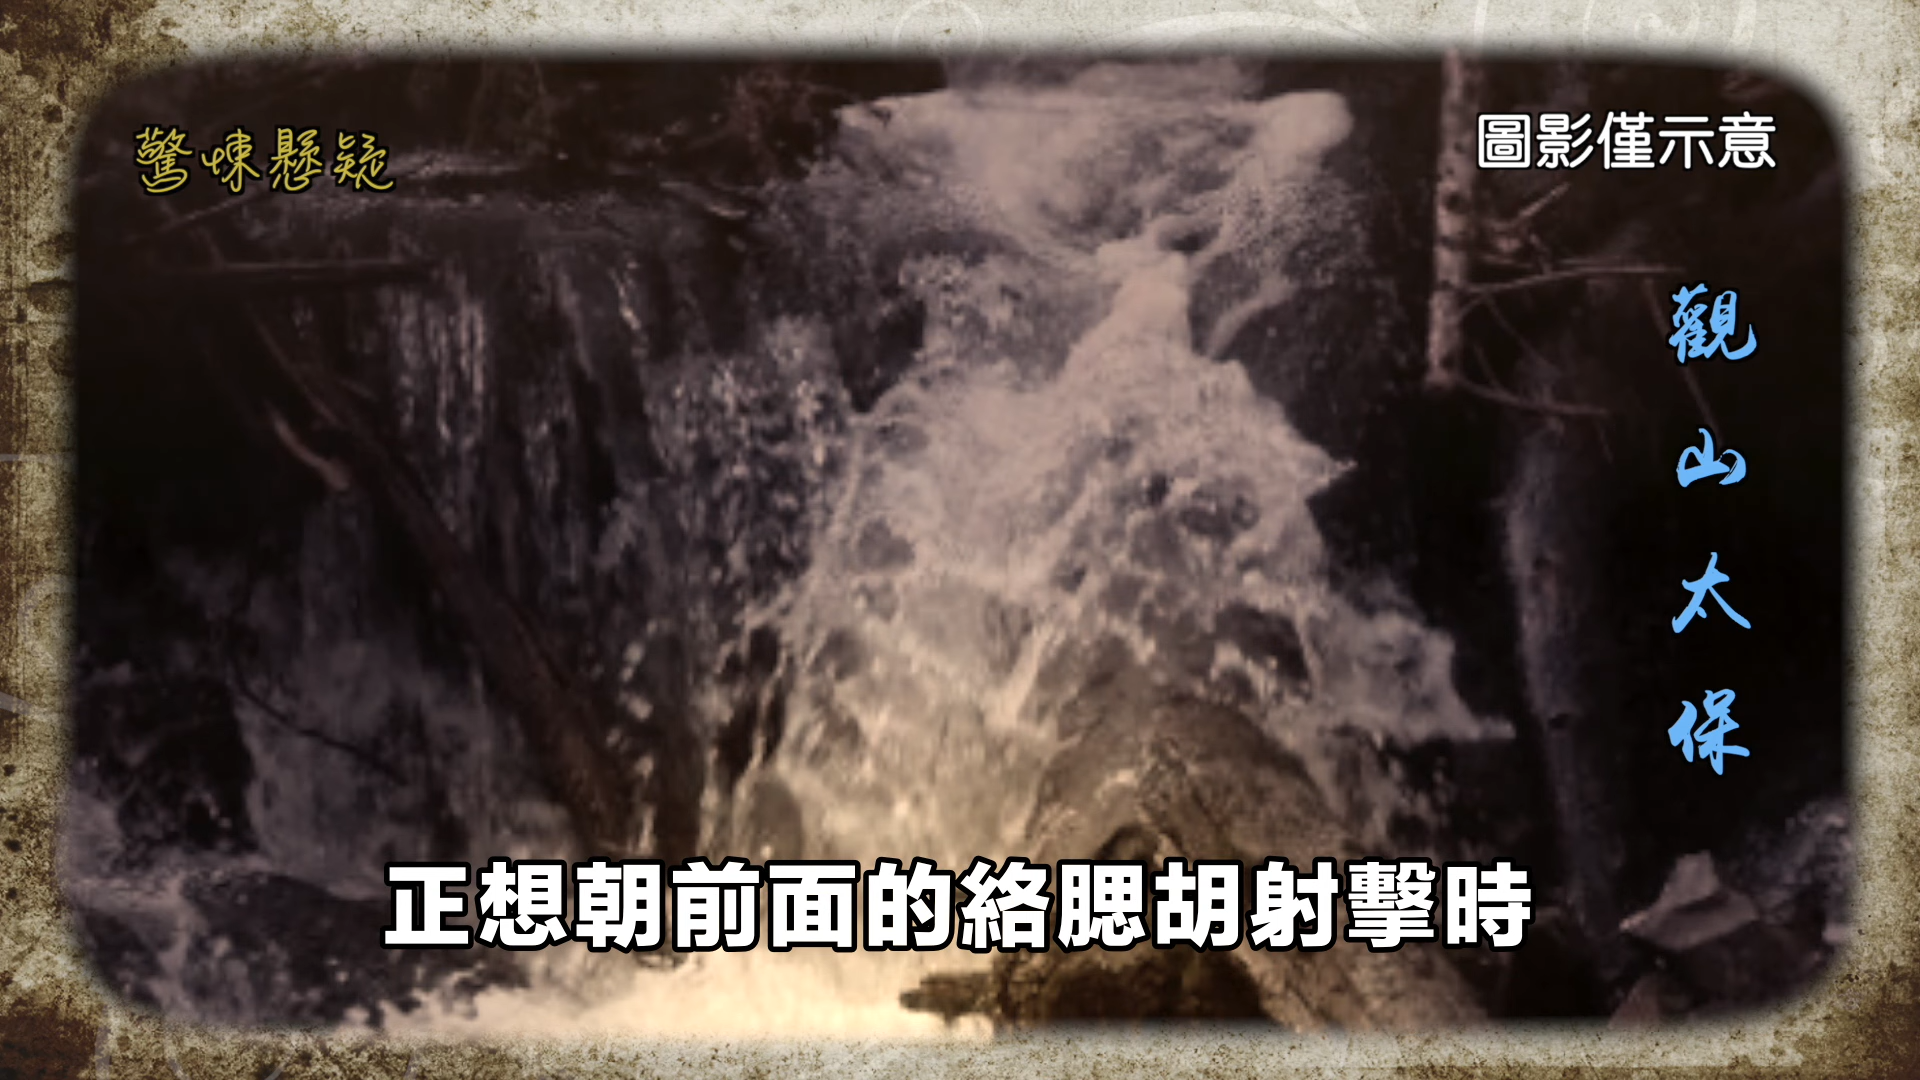 驚悚懸疑
圖影僅示意
觀山太保
正想朝前面的絡腮胡射擊時